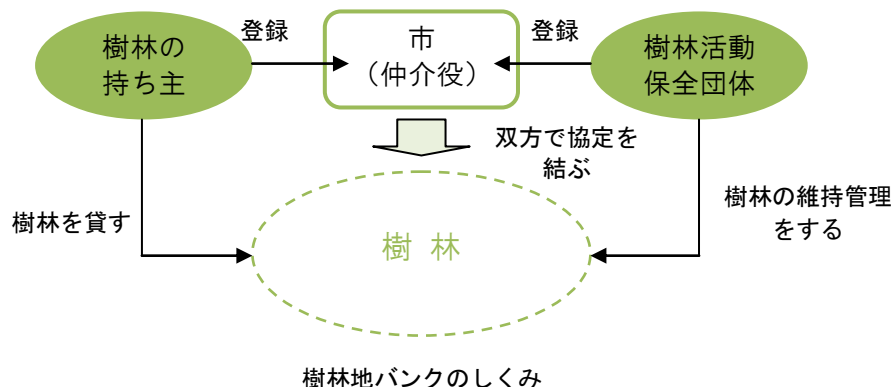 樹林の
持ち主
登録
市
（仲介役）
登録
樹林活動
保全団体
双方で協定を
結ぶ
樹林を貸す
樹林
樹林の維持管理
をする
樹林地バンクのしくみ